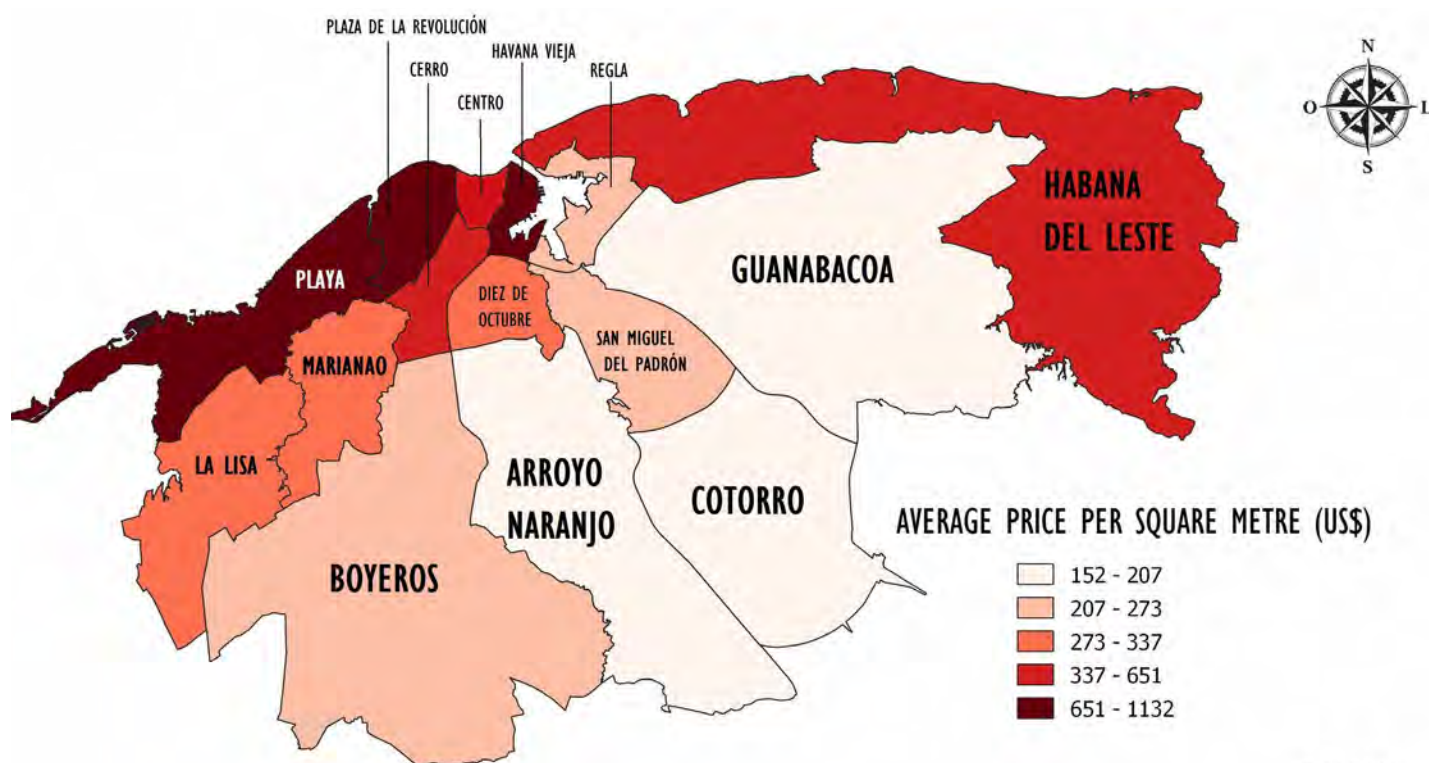 PLAZA DE LA REVOLUCIÓN
HAVANA VIEJA
CERRO
REGLA
CENTRO
N
O
L
S
HABANA
DEL LESTE
GUANABACOA
PLAYA
DIEZ DE
OCTUBRE
SAN MIGUEL
DEL PADRÓN
MARIANAO
LA LISA
ARROYO
NARANJO
COTORRO
BOYEROS
AVERAGE PRICE PER SQUARE METRE (US$)
152 - 207
207 - 273
273 - 337
337 - 651
651 - 1132